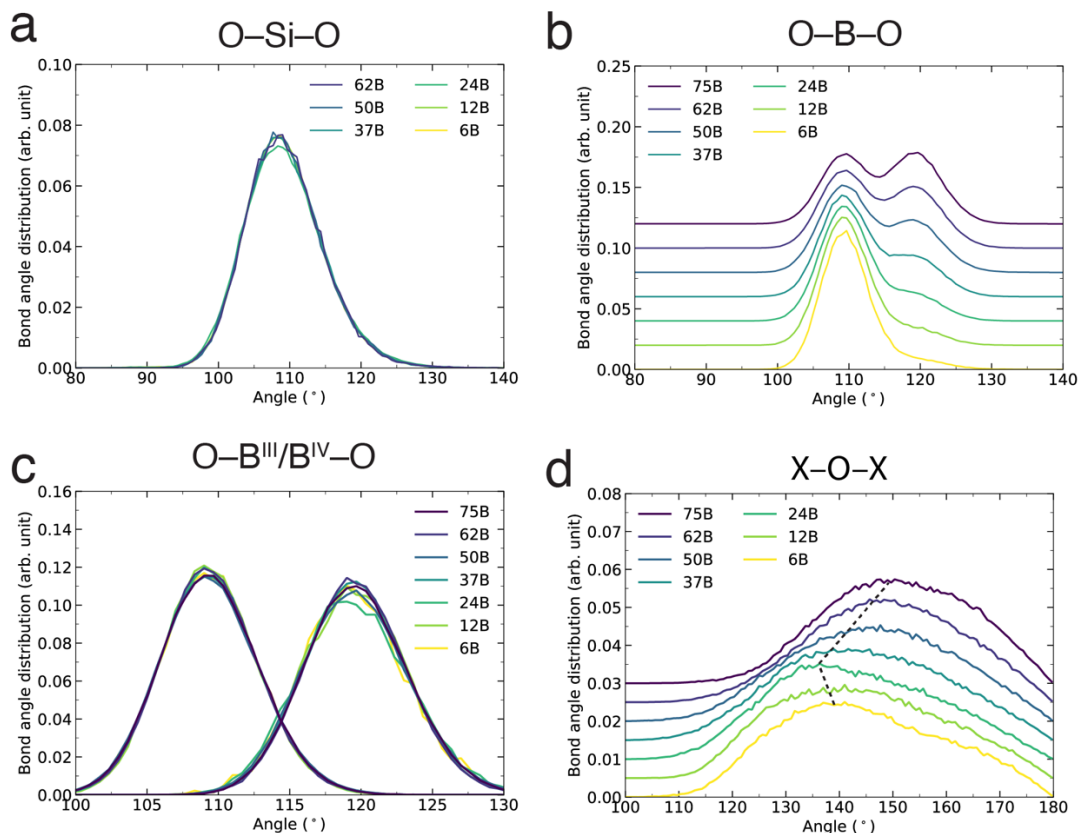 a
O–Si–O
Bond angle distribution (arb. unit)
0.10
0.08
0.06
0.04
0.02
0.00
62B
50B
37B
24B
12B
6B
80 90 100 110 120 130 140
Angle (°)
b
O–B–O
Bond angle distribution (arb. unit)
0.25
0.20
0.15
0.10
0.05
0.00
75B
62B
50B
37B
24B
12B
6B
80 90 100 110 120 130 140
Angle (°)
c
O–Bᴵᴵᴵ/Bᴵⱽ–O
Bond angle distribution (arb. unit)
0.16
0.14
0.12
0.10
0.08
0.06
0.04
0.02
0.00
75B
62B
50B
37B
24B
12B
6B
100 105 110 115 120 125 130
Angle (°)
d
X–O–X
Bond angle distribution (arb. unit)
0.08
0.07
0.06
0.05
0.04
0.03
0.02
0.01
0.00
75B
62B
50B
37B
24B
12B
6B
100 110 120 130 140 150 160 170 180
Angle (°)